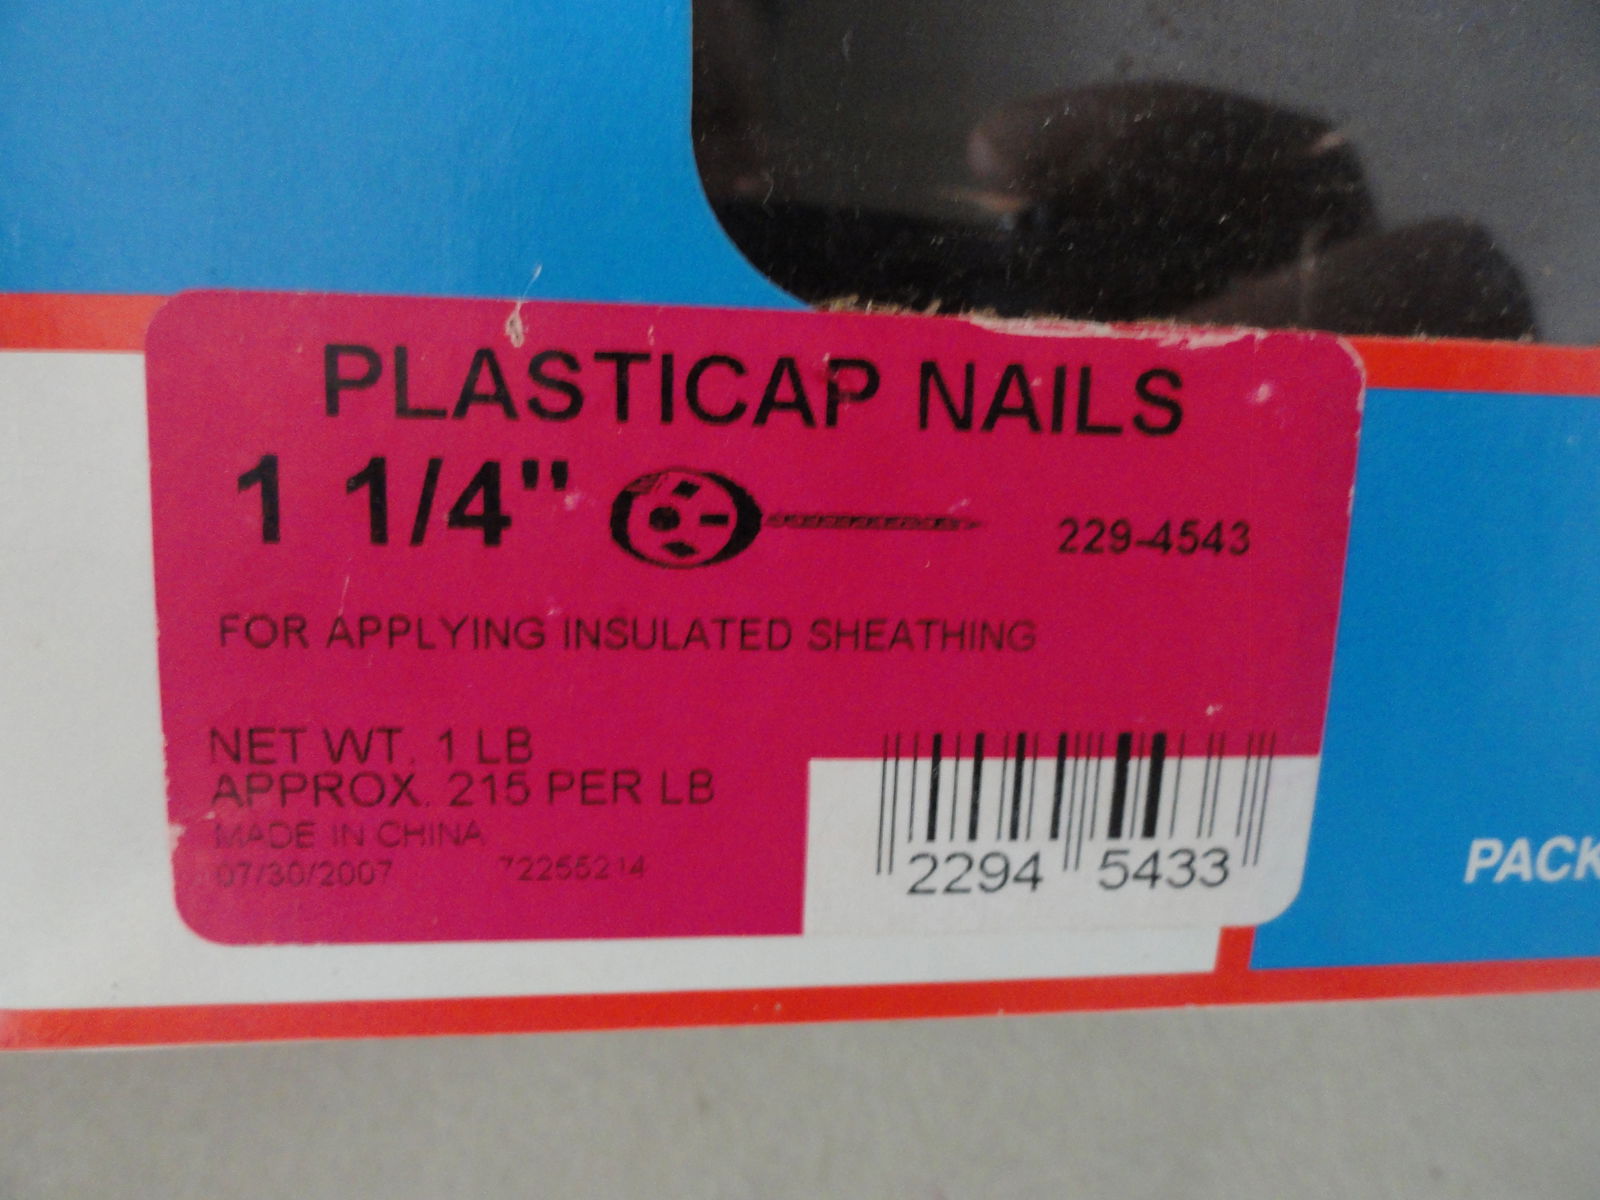 PLASTICAP NAILS
1 1/4"
229-4543
FOR APPLYING INSULATED SHEATHING
NET WT. 1 LB
APPROX. 215 PER LB
MADE IN CHINA
07/30/2007 72255214
2294 5433
PACK